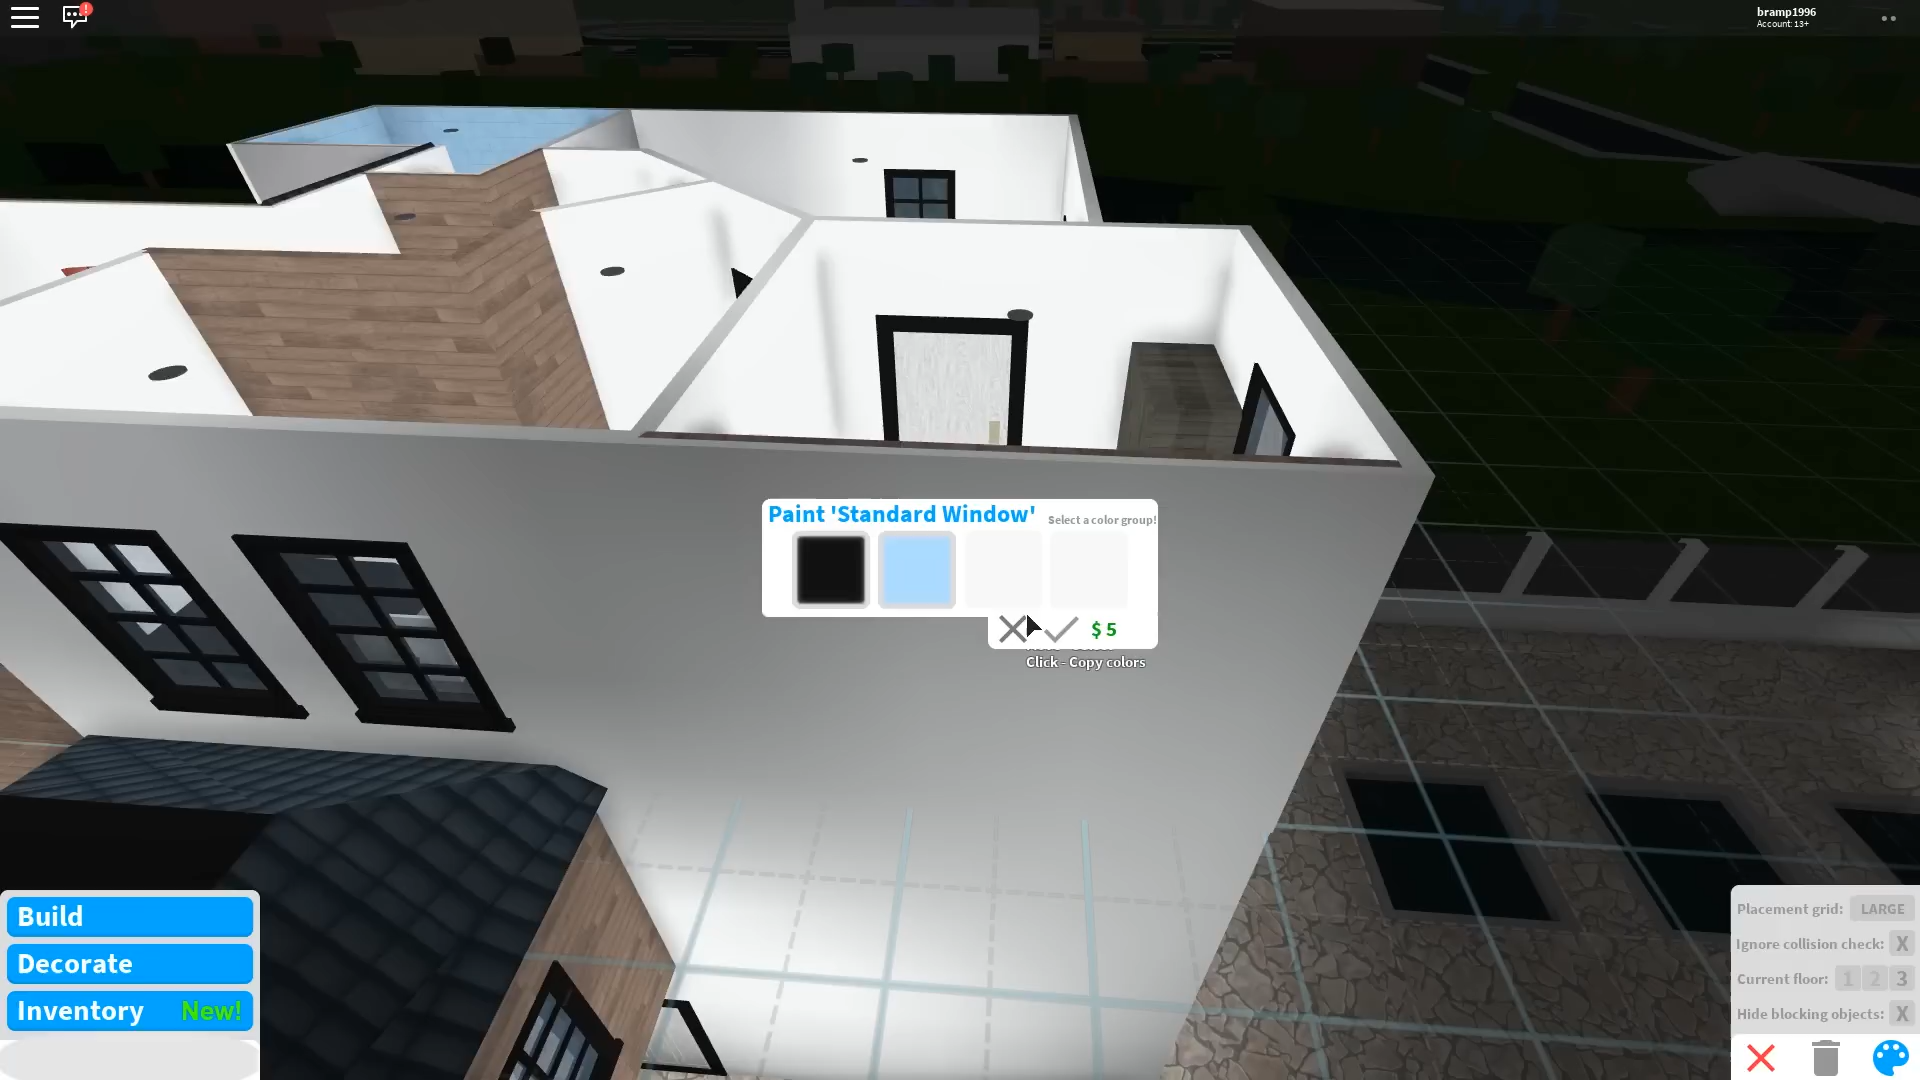 bramp1996
Account: 13+
Paint 'Standard Window'
Select a color group!
$ 5
Click - Copy colors
Build
Decorate
Inventory New!
Placement grid: LARGE
Ignore collision check: X
Current floor: 1 2 3
Hide blocking objects: X